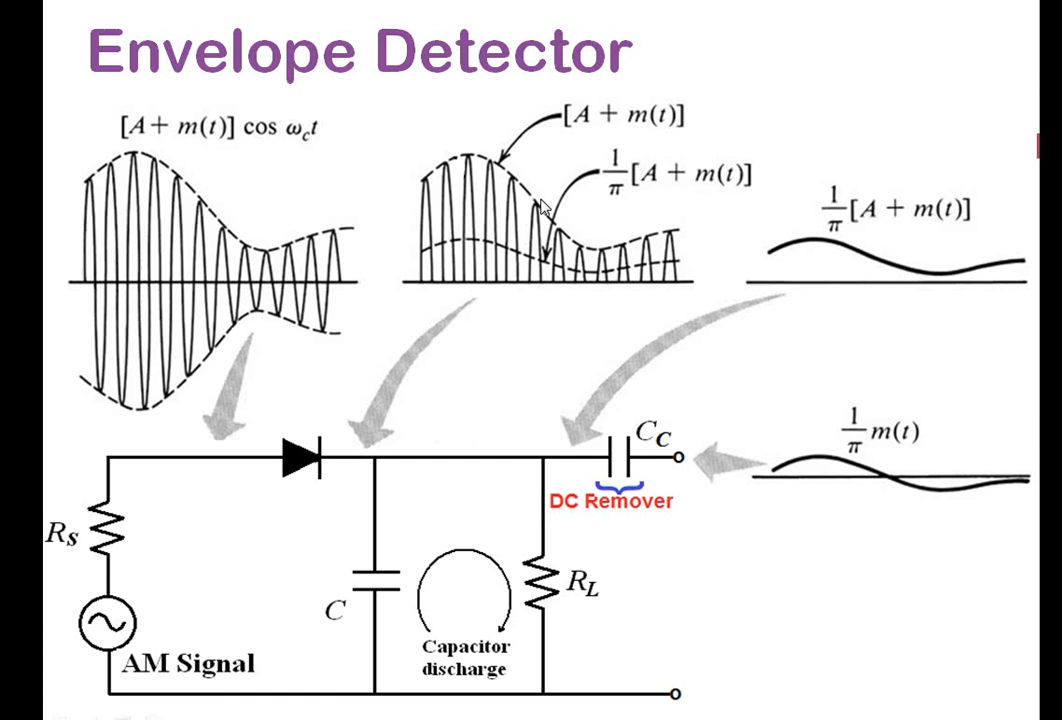 Envelope Detector
[A + m(t)] cos ω_c t
[A + m(t)]
1/π [A + m(t)]
1/π [A + m(t)]
1/π m(t)
C_C
DC Remover
R_S
R_L
C
Capacitor
discharge
AM Signal